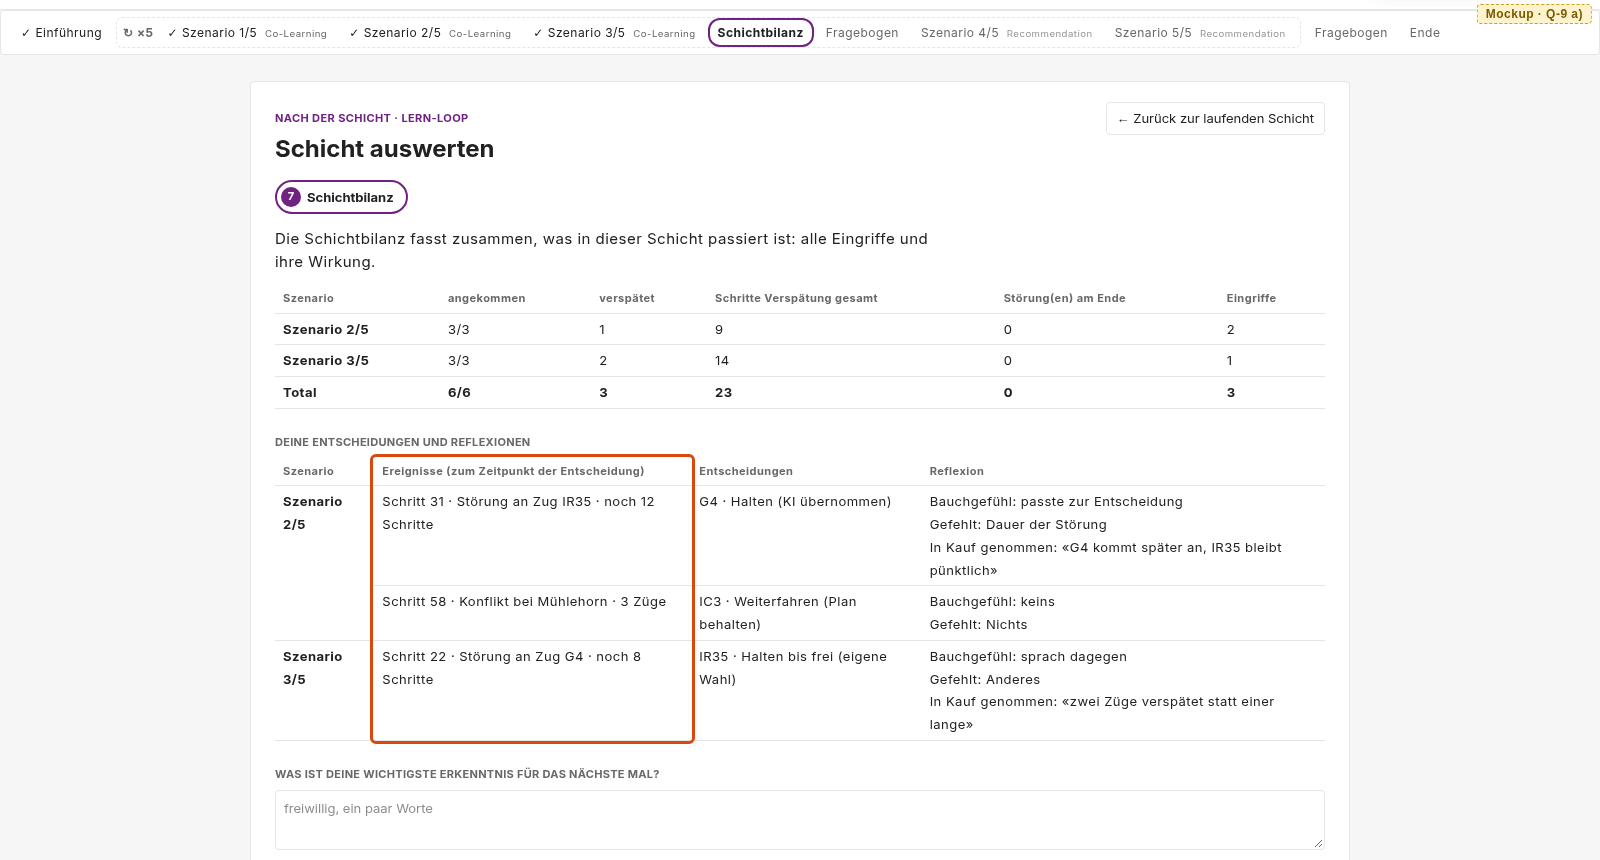 Mockup · Q-9 a)
✓ Einführung ↻ ×5 ✓ Szenario 1/5 Co-Learning ✓ Szenario 2/5 Co-Learning ✓ Szenario 3/5 Co-Learning Schichtbilanz Fragebogen Szenario 4/5 Recommendation Szenario 5/5 Recommendation Fragebogen Ende
NACH DER SCHICHT · LERN-LOOP
← Zurück zur laufenden Schicht
Schicht auswerten
7 Schichtbilanz
Die Schichtbilanz fasst zusammen, was in dieser Schicht passiert ist: alle Eingriffe und
ihre Wirkung.
Szenario angekommen verspätet Schritte Verspätung gesamt Störung(en) am Ende Eingriffe
Szenario 2/5 3/3 1 9 0 2
Szenario 3/5 3/3 2 14 0 1
Total 6/6 3 23 0 3
DEINE ENTSCHEIDUNGEN UND REFLEXIONEN
Szenario Ereignisse (zum Zeitpunkt der Entscheidung) Entscheidungen Reflexion
Szenario Schritt 31 · Störung an Zug IR35 · noch 12 G4 · Halten (KI übernommen) Bauchgefühl: passte zur Entscheidung
2/5 Schritte Gefehlt: Dauer der Störung
In Kauf genommen: «G4 kommt später an, IR35 bleibt
pünktlich»
Schritt 58 · Konflikt bei Mühlehorn · 3 Züge IC3 · Weiterfahren (Plan Bauchgefühl: keins
behalten) Gefehlt: Nichts
Szenario Schritt 22 · Störung an Zug G4 · noch 8 IR35 · Halten bis frei (eigene Bauchgefühl: sprach dagegen
3/5 Schritte Wahl) Gefehlt: Anderes
In Kauf genommen: «zwei Züge verspätet statt einer
lange»
WAS IST DEINE WICHTIGSTE ERKENNTNIS FÜR DAS NÄCHSTE MAL?
freiwillig, ein paar Worte